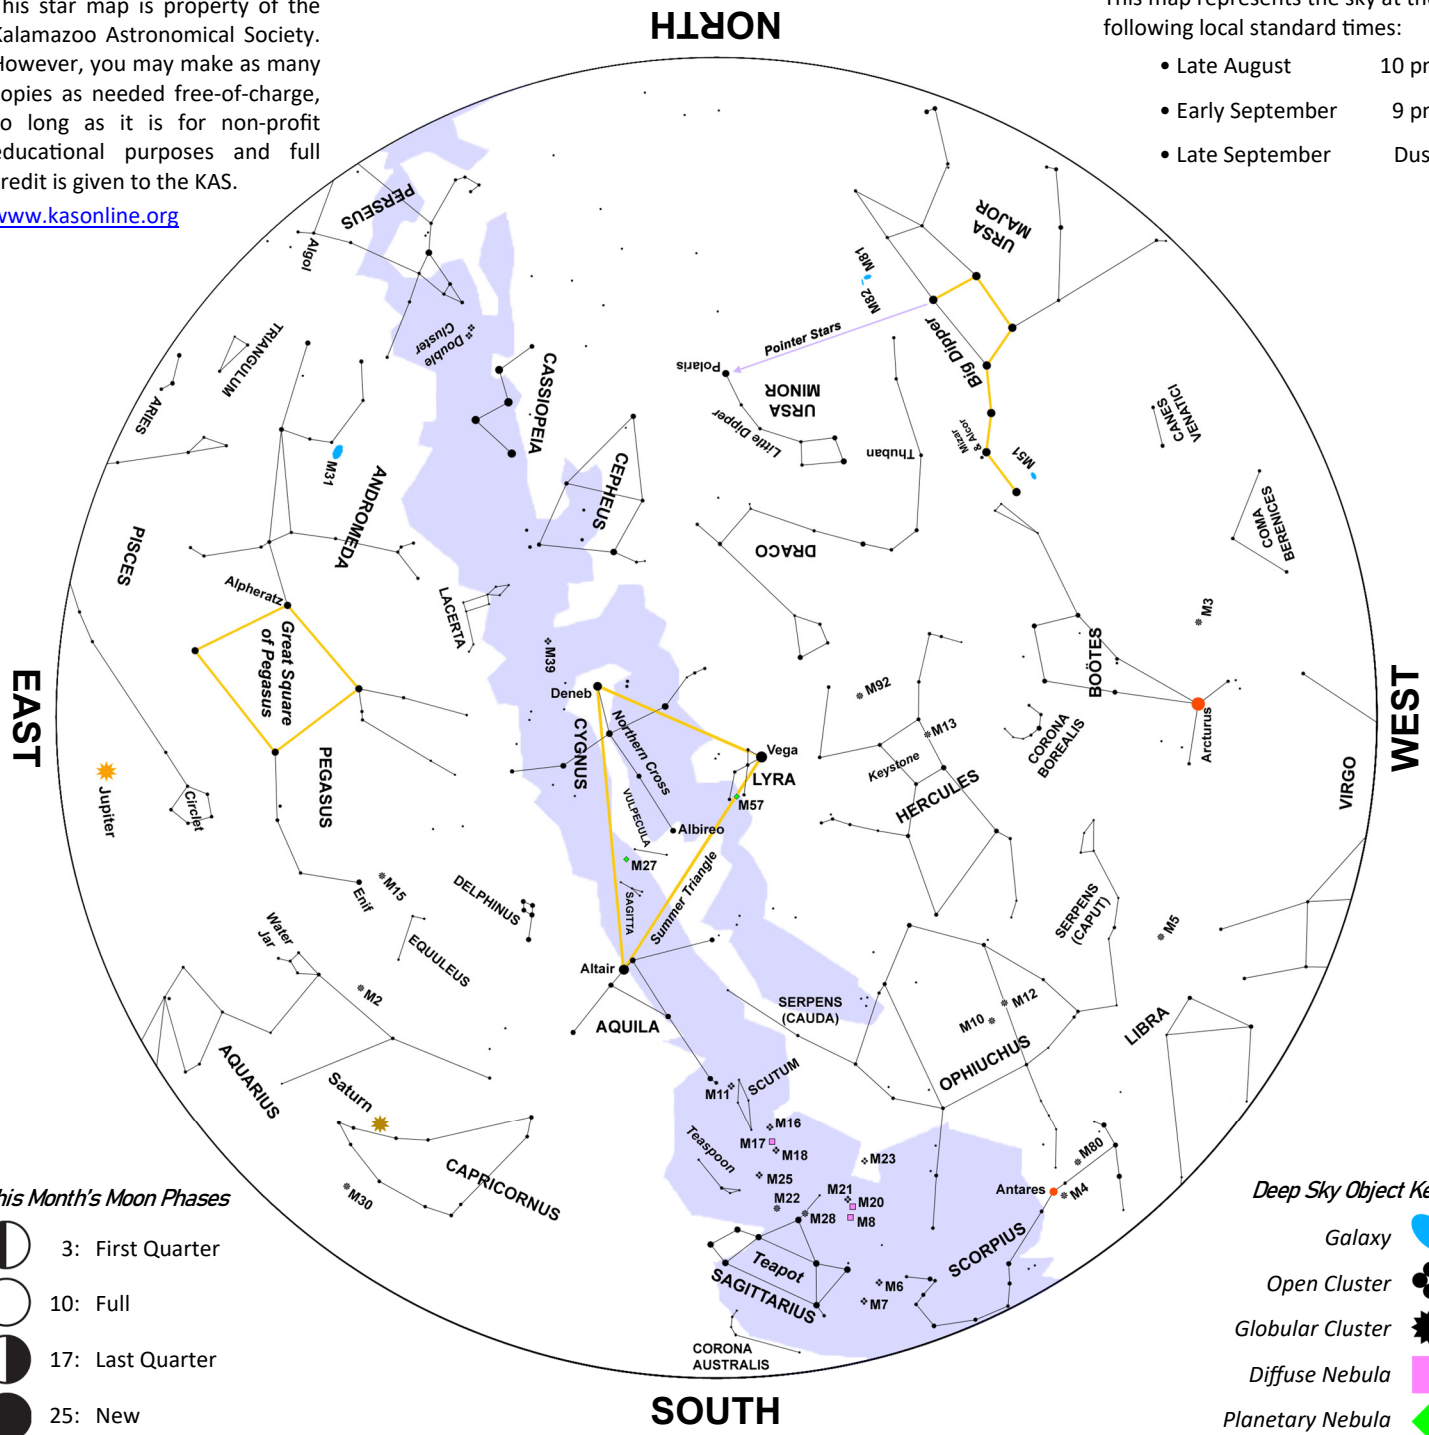 This star map is property of the
Kalamazoo Astronomical Society.
However, you may make as many
copies as needed free-of-charge,
so long as it is for non-profit
educational purposes and full
credit is given to the KAS.
www.kasonline.org
NORTH
This map represents the sky at the
following local standard times:
• Late August 10 pm
• Early September 9 pm
• Late September Dusk
PERSEUS
Algol
URSA
MAJOR
M81
M82
Double
Cluster
TRIANGULUM
ARIES
CASSIOPEIA
Pointer Stars
Polaris
Big Dipper
URSA
MINOR
Little Dipper
Thuban
Mizar
& Alcor
M51
CANES
VENATICI
M31
ANDROMEDA
CEPHEUS
DRACO
COMA
BERENICES
PISCES
Alpheratz
LACERTA
M3
Great Square
of Pegasus
M39
BOÖTES
EAST
Deneb
M92
Northern Cross
CYGNUS
M13
CORONA
BOREALIS
Arcturus
WEST
Vega
LYRA
Keystone
HERCULES
PEGASUS
Jupiter
Circlet
M57
VULPECULA
Albireo
VIRGO
M27
SAGITTA
Summer Triangle
DELPHINUS
M15
Enif
EQUULEUS
Water
Jar
SERPENS
(CAPUT)
M5
Altair
M2
AQUILA
SERPENS
(CAUDA)
M12
M10
LIBRA
OPHIUCHUS
AQUARIUS
Saturn
M11
SCUTUM
M16
M17
M18
M23
M80
Teaspoon
CAPRICORNUS
M30
M25
M22
M21
M20
M28
M8
Antares
M4
SCORPIUS
Teapot
SAGITTARIUS
M6
M7
CORONA
AUSTRALIS
SOUTH
This Month's Moon Phases
3: First Quarter
10: Full
17: Last Quarter
25: New
Deep Sky Object Key
Galaxy
Open Cluster
Globular Cluster
Diffuse Nebula
Planetary Nebula